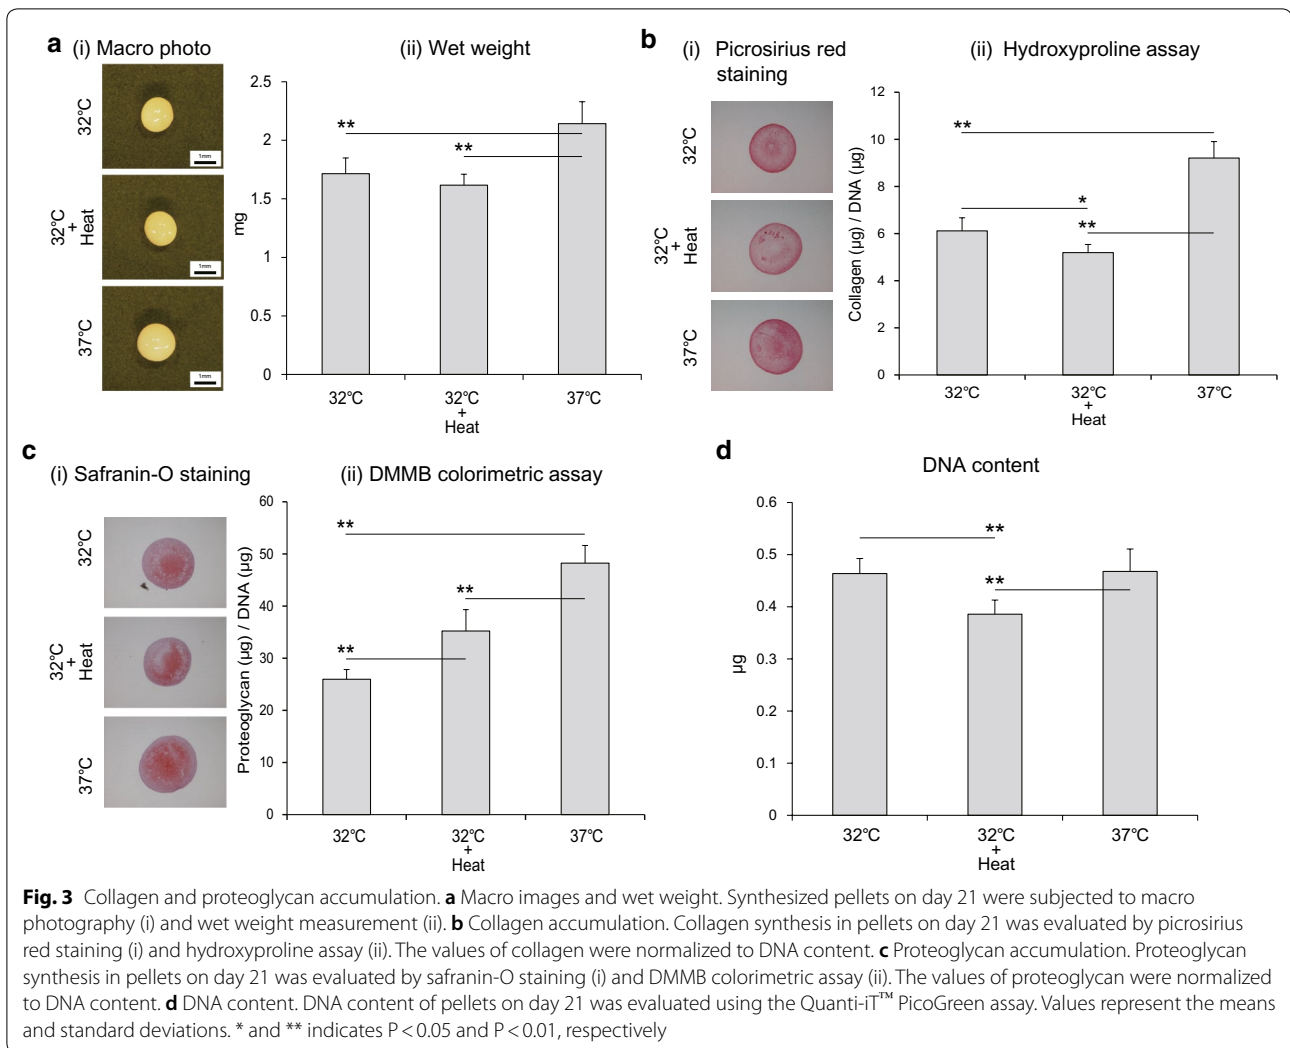 a (i) Macro photo
(ii) Wet weight
32℃
1mm
32℃
+
Heat
1mm
37℃
1mm
mg
2.5
2
1.5
1
0.5
0
**
**
32℃
32℃
+
Heat
37℃
b (i) Picrosirius red
staining
(ii) Hydroxyproline assay
32℃
32℃
+
Heat
37℃
Collagen (µg) / DNA (µg)
12
10
8
6
4
2
0
**
*
**
32℃
32℃
+
Heat
37℃
c
(i) Safranin-O staining
(ii) DMMB colorimetric assay
32℃
32℃
+
Heat
37℃
Proteoglycan (µg) / DNA (µg)
60
50
40
30
20
10
0
**
**
**
32℃
32℃
+
Heat
37℃
d
DNA content
µg
0.6
0.5
0.4
0.3
0.2
0.1
0
**
**
32℃
32℃
+
Heat
37℃
Fig. 3 Collagen and proteoglycan accumulation. a Macro images and wet weight. Synthesized pellets on day 21 were subjected to macro
photography (i) and wet weight measurement (ii). b Collagen accumulation. Collagen synthesis in pellets on day 21 was evaluated by picrosirius
red staining (i) and hydroxyproline assay (ii). The values of collagen were normalized to DNA content. c Proteoglycan accumulation. Proteoglycan
synthesis in pellets on day 21 was evaluated by safranin-O staining (i) and DMMB colorimetric assay (ii). The values of proteoglycan were normalized
to DNA content. d DNA content. DNA content of pellets on day 21 was evaluated using the Quanti-iT™ PicoGreen assay. Values represent the means
and standard deviations. * and ** indicates P < 0.05 and P < 0.01, respectively